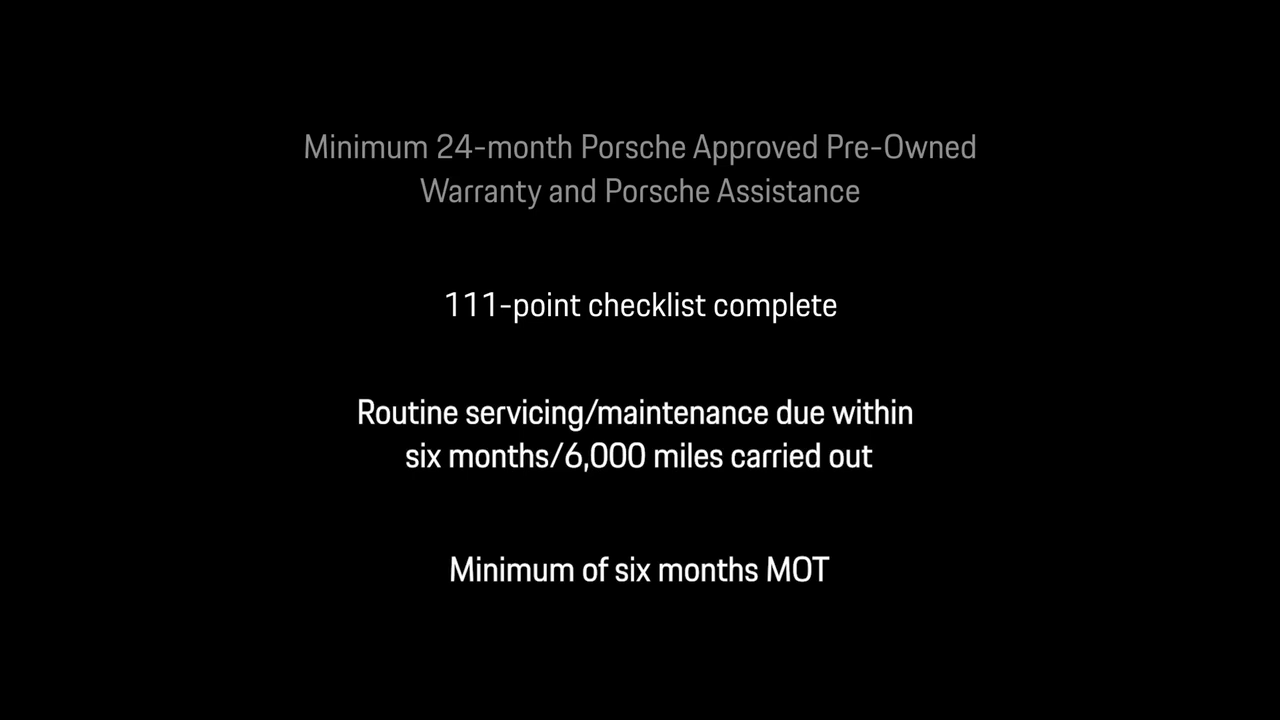 Minimum 24-month Porsche Approved Pre-Owned
Warranty and Porsche Assistance
111-point checklist complete
Routine servicing/maintenance due within
six months/6,000 miles carried out
Minimum of six months MOT